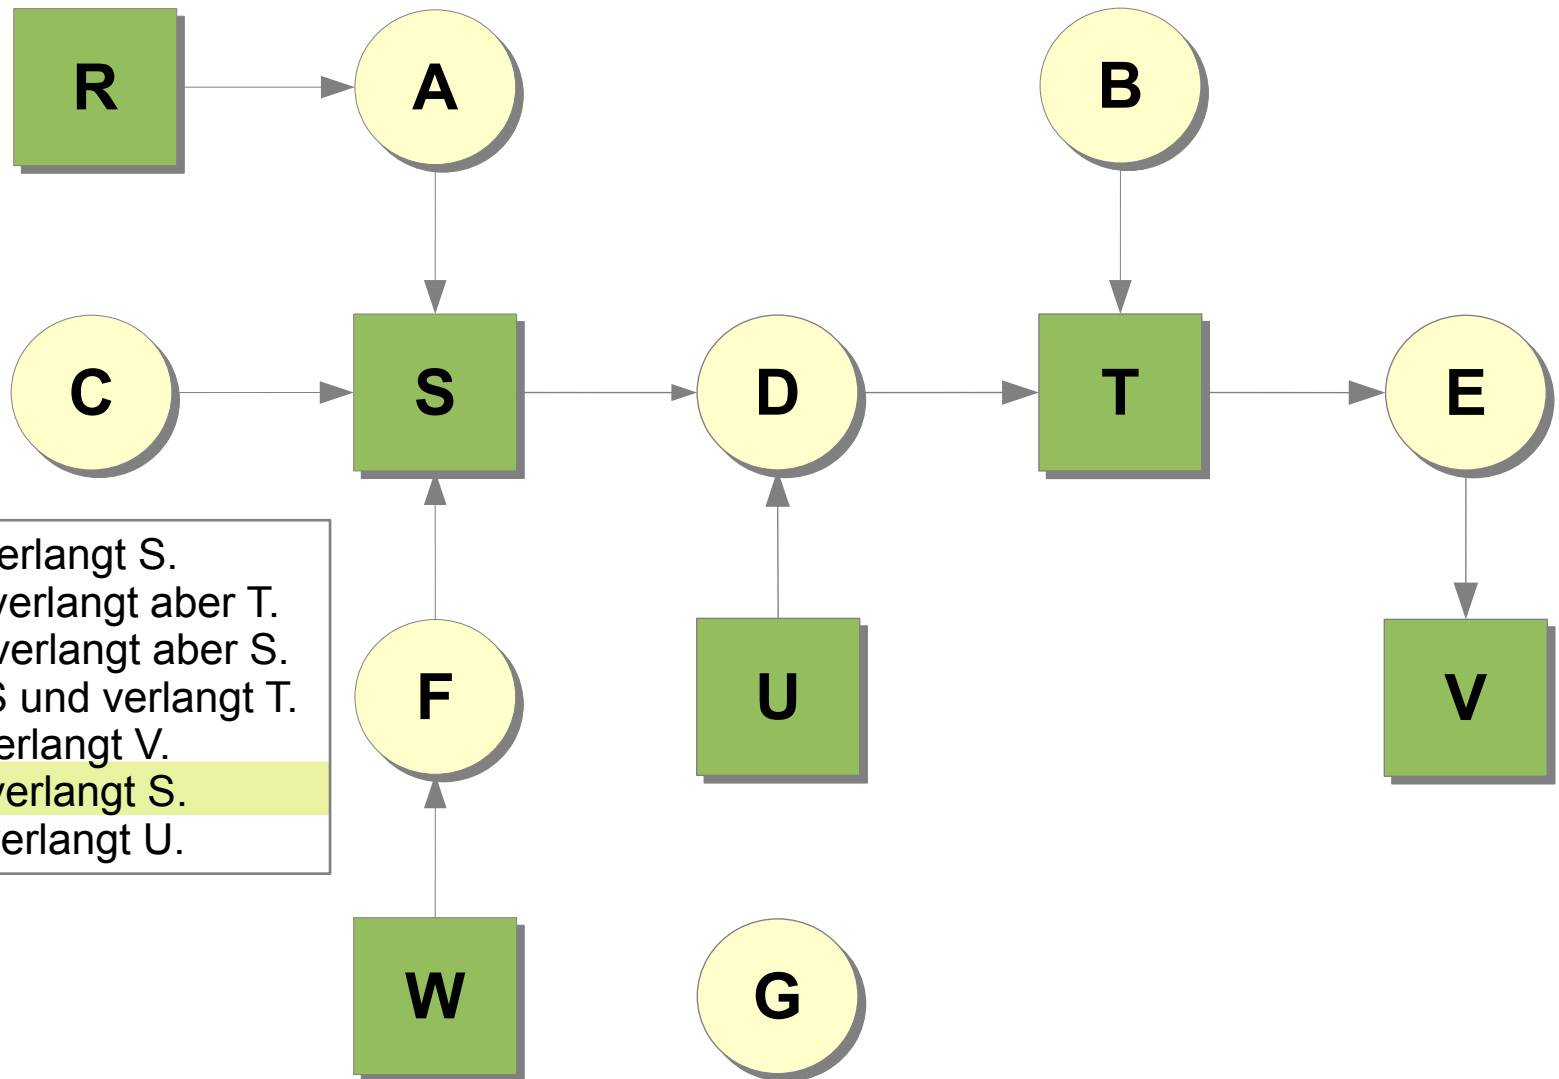 R A B
C S D T E
erlangt S.
verlangt aber T.
verlangt aber S.
S und verlangt T.
erlangt V.
verlangt S.
erlangt U.
F U V
W G